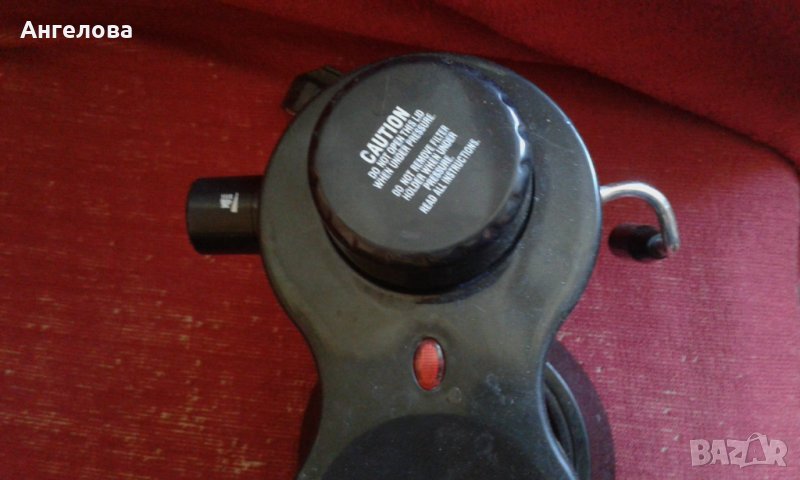 Ангелова
CAUTION
DO NOT OPEN THIS LID
WHEN UNDER PRESSURE.
DO NOT REMOVE FILTER
HOLDER WHEN UNDER
PRESSURE.
READ ALL INSTRUCTIONS.
BAZAR